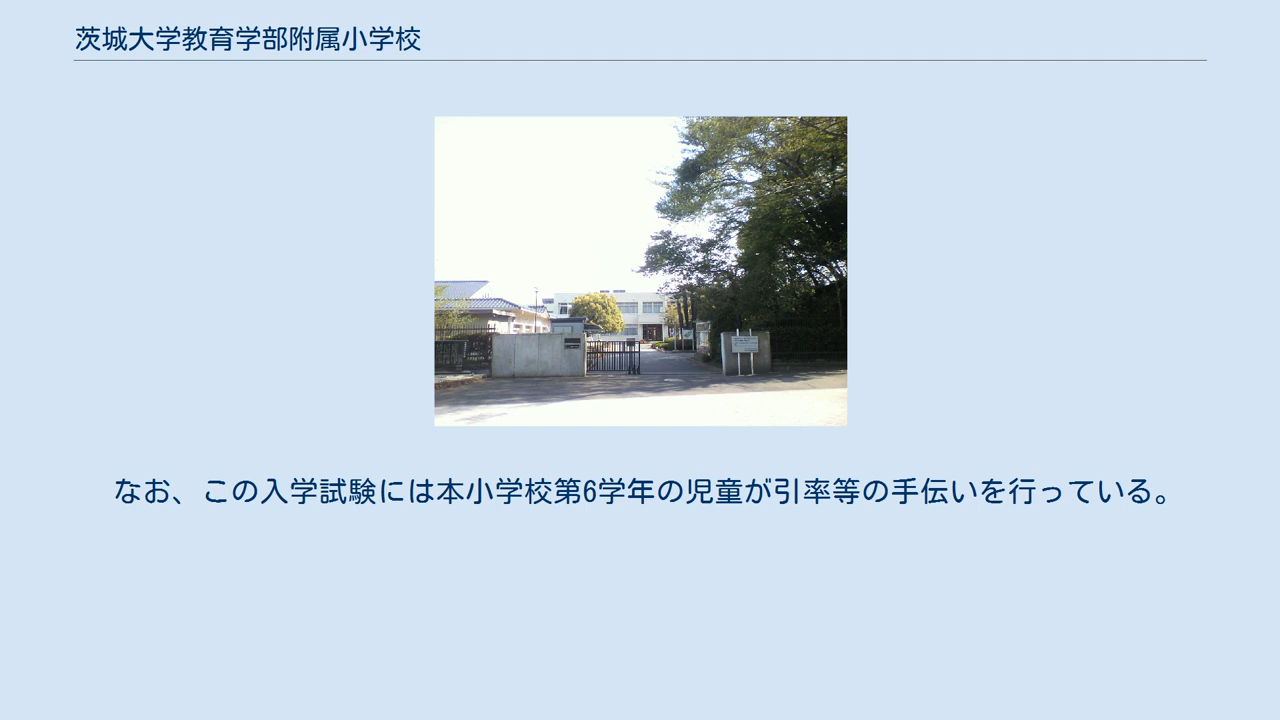 茨城大学教育学部附属小学校
なお、この入学試験には本小学校第6学年の児童が引率等の手伝いを行っている。